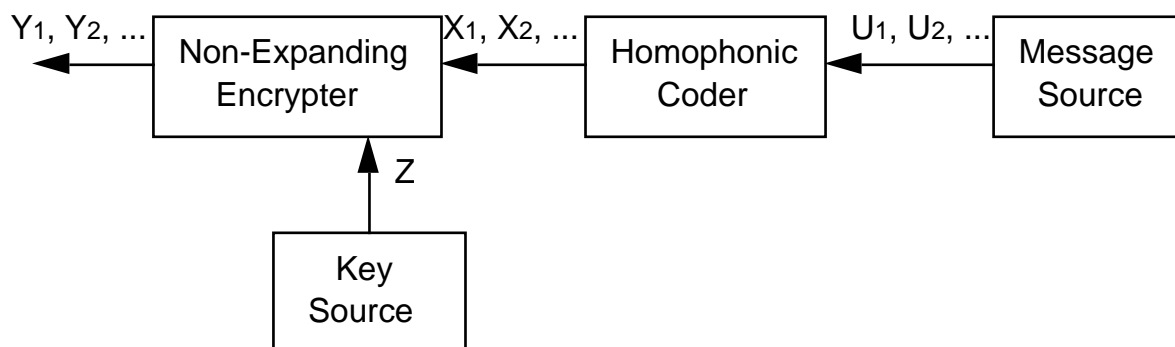 Y1, Y2, ...
Non-Expanding
Encrypter
X1, X2, ...
Homophonic
Coder
U1, U2, ...
Message
Source
Z
Key
Source